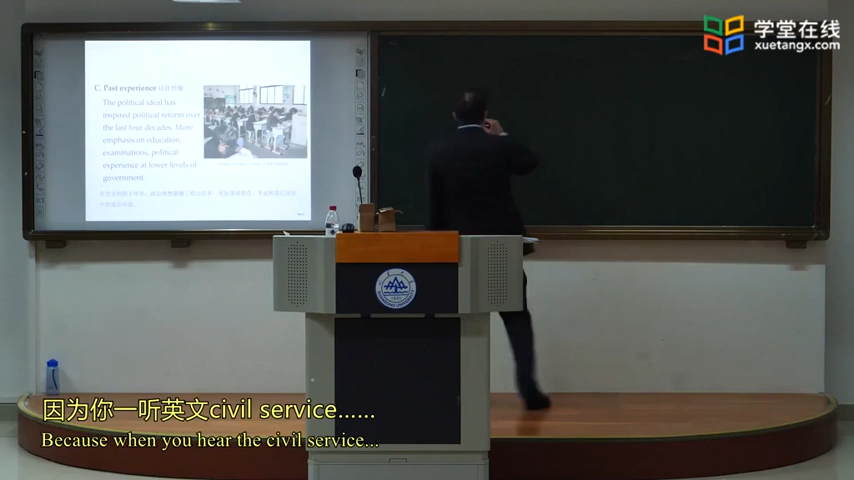 学堂在线
xuetangx.com
C. Past experience
The political ideal has
inspired political reform over
the last four decades. More
emphasis on education,
examinations, political
experience at lower levels of
government.
因为你一听英文civil service……
Because when you hear the civil service...